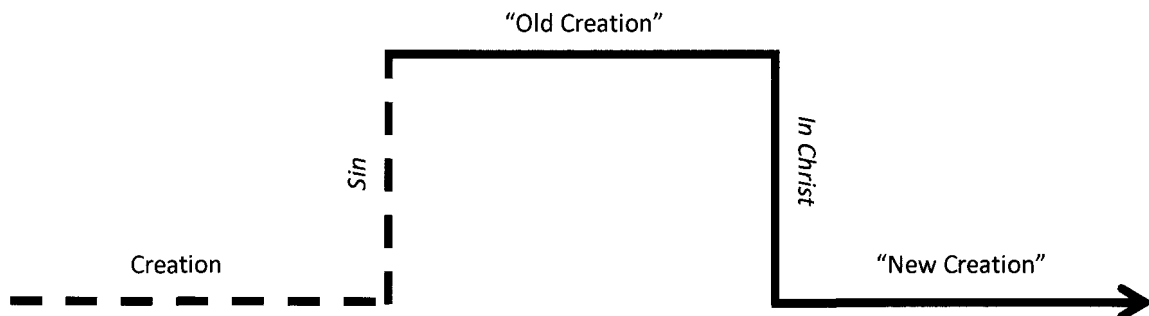 “Old Creation”
Sin
In Christ
Creation
“New Creation”